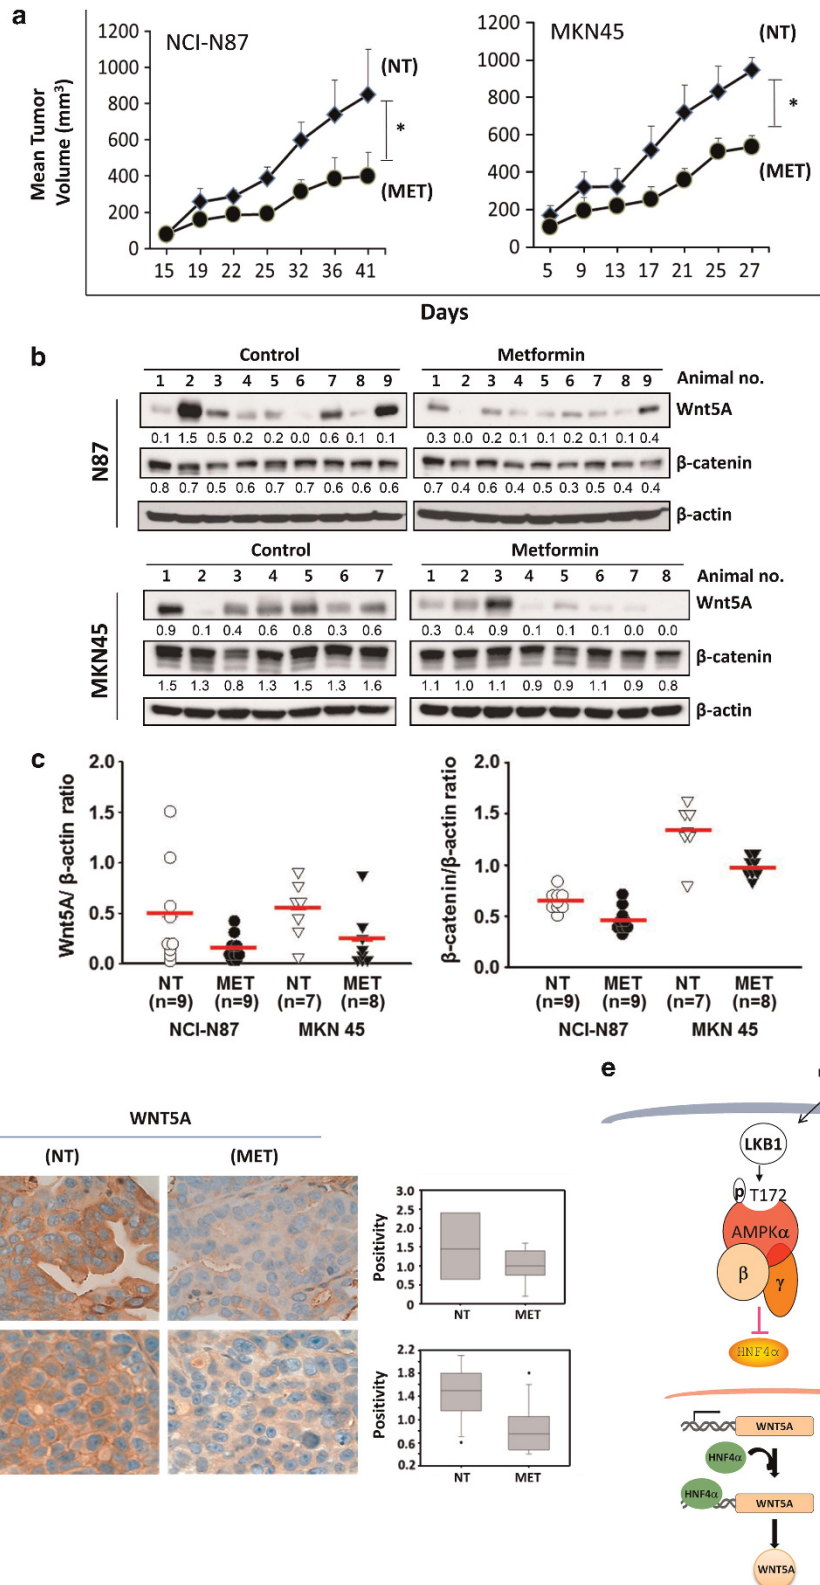 a
NCI-N87
(NT)
(MET)
*
Mean Tumor
Volume (mm³)
1200
1000
800
600
400
200
0
15 19 22 25 32 36 41
MKN45
(NT)
(MET)
*
1200
1000
800
600
400
200
0
5 9 13 17 21 25 27
Days
b
N87
Control Metformin
1 2 3 4 5 6 7 8 9 1 2 3 4 5 6 7 8 9 Animal no.
Wnt5A
0.1 1.5 0.5 0.2 0.2 0.0 0.6 0.1 0.1 0.3 0.0 0.2 0.1 0.1 0.2 0.1 0.1 0.4
β-catenin
0.8 0.7 0.5 0.6 0.7 0.7 0.6 0.6 0.6 0.7 0.4 0.6 0.4 0.5 0.3 0.5 0.4 0.4
β-actin
MKN45
Control Metformin
1 2 3 4 5 6 7 1 2 3 4 5 6 7 8 Animal no.
Wnt5A
0.9 0.1 0.4 0.6 0.8 0.3 0.6 0.3 0.4 0.9 0.1 0.1 0.1 0.0 0.0
β-catenin
1.5 1.3 0.8 1.3 1.5 1.3 1.6 1.1 1.0 1.1 0.9 0.9 1.1 0.9 0.8
β-actin
c
Wnt5A/ β-actin ratio
2.0
1.5
1.0
0.5
0.0
NT MET NT MET
(n=9) (n=9) (n=7) (n=8)
NCI-N87 MKN 45
β-catenin/β-actin ratio
2.0
1.5
1.0
0.5
0.0
NT MET NT MET
(n=9) (n=9) (n=7) (n=8)
NCI-N87 MKN 45
WNT5A
(NT) (MET)
Positivity
3.0
2.5
2.0
1.5
1.0
0.5
0
NT MET
Positivity
2.2
1.8
1.4
1.0
0.6
0.2
NT MET
e
LKB1
p T172
AMPKα
β
γ
HNF4α
WNT5A
HNF4α
HNF4α
WNT5A
WNT5A